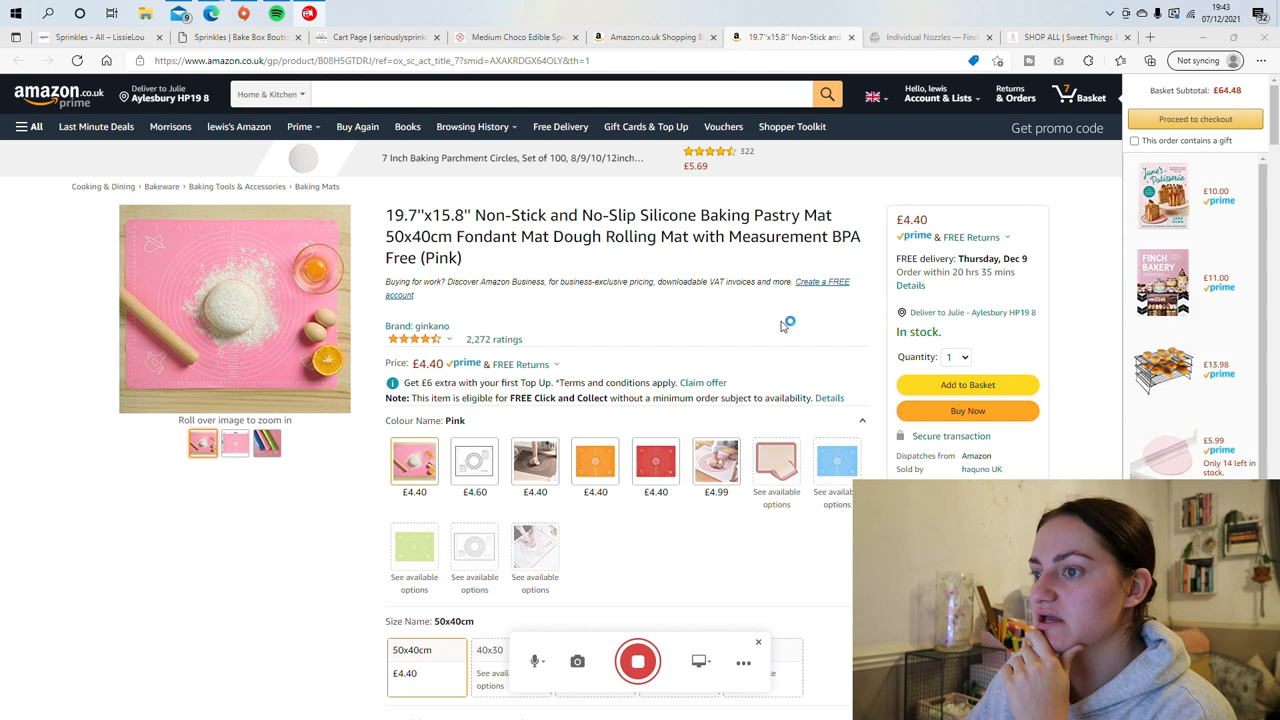 19:43
07/12/2021
Sprinkles - All – LissieLou
Sprinkles | Bake Box Bouti
Cart Page | seriouslysprink
Medium Choco Edible Spr
Amazon.co.uk Shopping B
19.7''x15.8'' Non-Stick and
Individual Nozzles — Finch
SHOP ALL | Sweet Things
https://www.amazon.co.uk/gp/product/B08H5GTDRJ/ref=ox_sc_act_title_7?smid=AXAKRDGX64OLY&th=1
Not syncing
amazon.co.uk
prime
Deliver to Julie
Aylesbury HP19 8
Home & Kitchen
Hello, lewis
Account & Lists
Returns
& Orders
7
Basket
All
Last Minute Deals
Morrisons
lewis's Amazon
Prime
Buy Again
Books
Browsing History
Free Delivery
Gift Cards & Top Up
Vouchers
Shopper Toolkit
Get promo code
Basket Subtotal: £64.48
Proceed to checkout
This order contains a gift
7 Inch Baking Parchment Circles, Set of 100, 8/9/10/12inch…
322
£5.69
Cooking & Dining › Bakeware › Baking Tools & Accessories › Baking Mats
19.7''x15.8'' Non-Stick and No-Slip Silicone Baking Pastry Mat
50x40cm Fondant Mat Dough Rolling Mat with Measurement BPA
Free (Pink)
Buying for work? Discover Amazon Business, for business-exclusive pricing, downloadable VAT invoices and more. Create a FREE
account
Brand: ginkano
2,272 ratings
Price: £4.40 prime & FREE Returns
Get £6 extra with your first Top Up. *Terms and conditions apply. Claim offer
Note: This item is eligible for FREE Click and Collect without a minimum order subject to availability. Details
Roll over image to zoom in
Colour Name: Pink
£4.40
£4.60
£4.40
£4.40
£4.40
£4.99
See available
options
See availab
options
See available
options
See available
options
See available
options
Size Name: 50x40cm
50x40cm
£4.40
40x30
See avail
options
£4.40
prime & FREE Returns
FREE delivery: Thursday, Dec 9
Order within 20 hrs 35 mins
Details
Deliver to Julie - Aylesbury HP19 8
In stock.
Quantity: 1
Add to Basket
Buy Now
Secure transaction
Dispatches from Amazon
Sold by haquno UK
JANE'S
PATISSERIE
£10.00
prime
FINCH
BAKERY
£11.00
prime
£13.98
prime
£5.99
prime
Only 14 left in
stock.